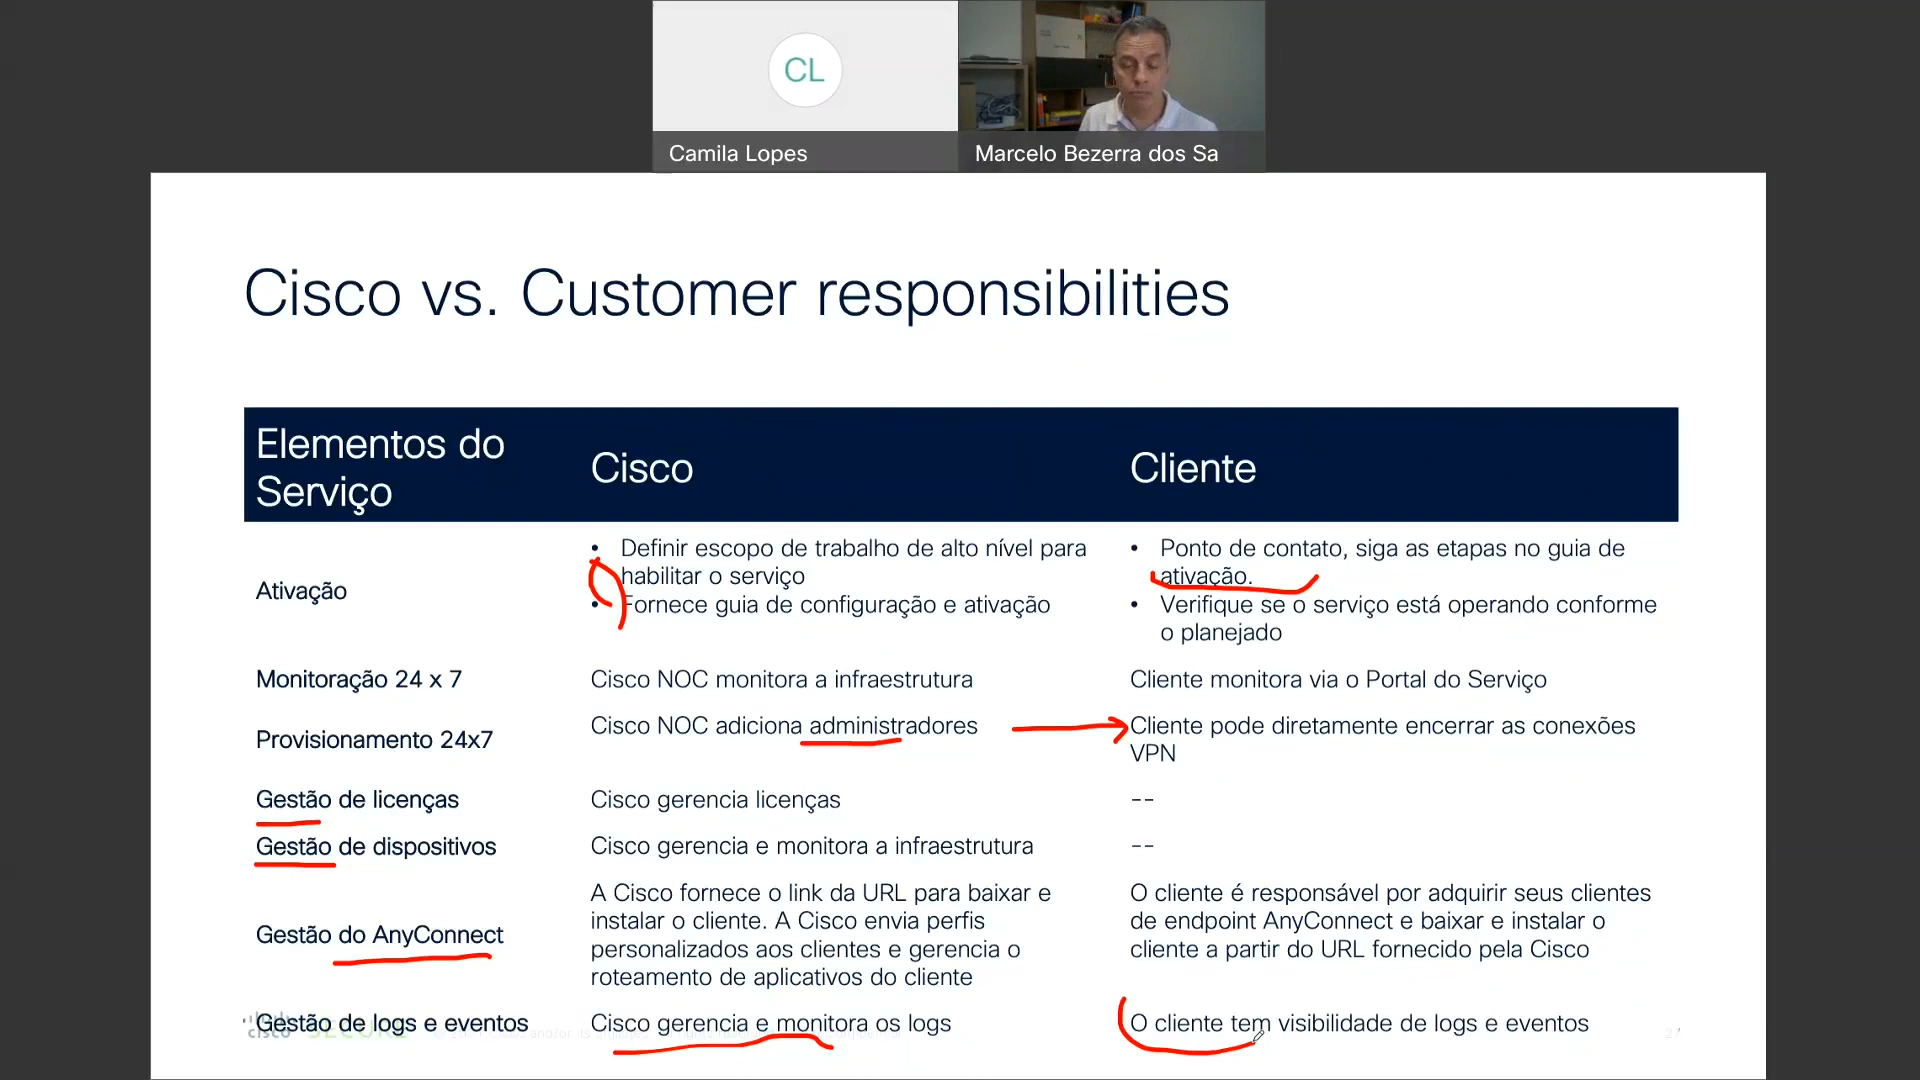 CL
Camila Lopes
Marcelo Bezerra dos Sa
Cisco vs. Customer responsibilities
Elementos do
Serviço
Cisco
Cliente
Ativação
• Definir escopo de trabalho de alto nível para
habilitar o serviço
• Fornece guia de configuração e ativação
• Ponto de contato, siga as etapas no guia de
ativação.
• Verifique se o serviço está operando conforme
o planejado
Monitoração 24 x 7
Cisco NOC monitora a infraestrutura
Cliente monitora via o Portal do Serviço
Provisionamento 24x7
Cisco NOC adiciona administradores
Cliente pode diretamente encerrar as conexões
VPN
Gestão de licenças
Cisco gerencia licenças
--
Gestão de dispositivos
Cisco gerencia e monitora a infraestrutura
--
Gestão do AnyConnect
A Cisco fornece o link da URL para baixar e
instalar o cliente. A Cisco envia perfis
personalizados aos clientes e gerencia o
roteamento de aplicativos do cliente
O cliente é responsável por adquirir seus clientes
de endpoint AnyConnect e baixar e instalar o
cliente a partir do URL fornecido pela Cisco
Gestão de logs e eventos
Cisco gerencia e monitora os logs
O cliente tem visibilidade de logs e eventos
cisco SECURE